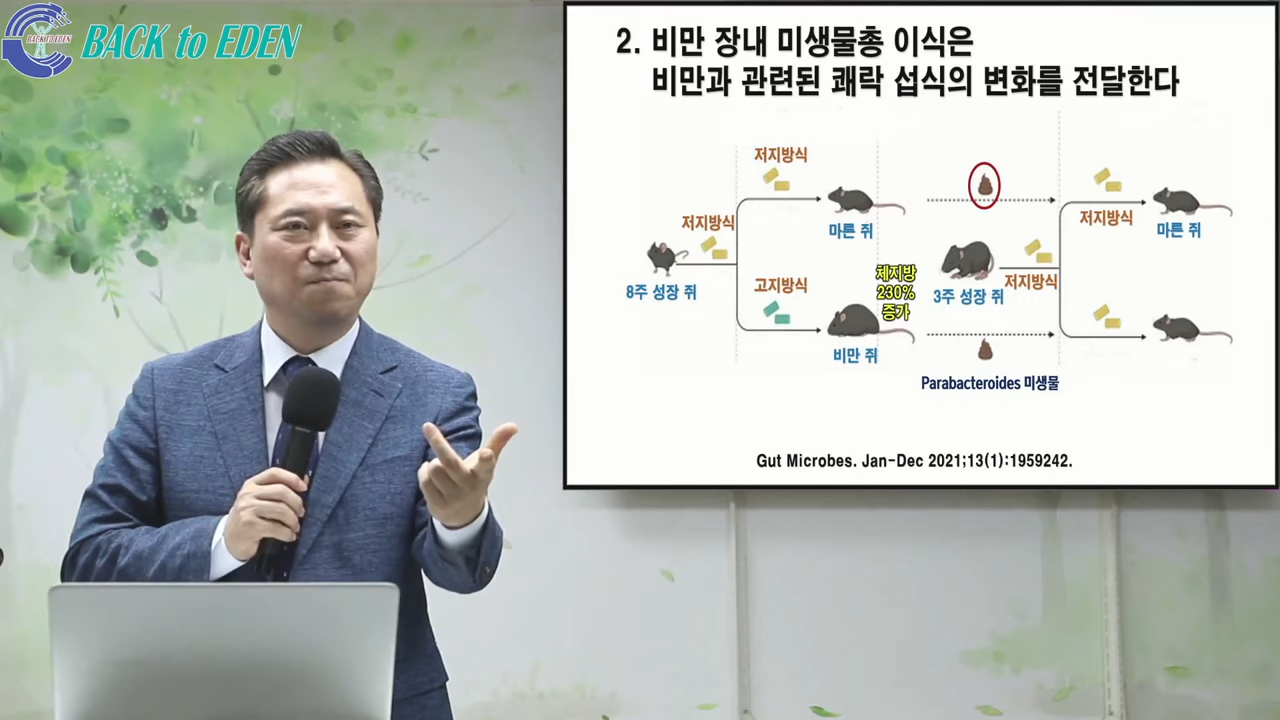 BACK TO EDEN
BACK to EDEN
2. 비만 장내 미생물총 이식은
비만과 관련된 쾌락 섭식의 변화를 전달한다
저지방식
저지방식
마른 쥐
8주 성장 쥐
고지방식
비만 쥐
체지방
230%
증가
3주 성장 쥐
저지방식
저지방식
마른 쥐
Parabacteroides 미생물
Gut Microbes. Jan-Dec 2021;13(1):1959242.